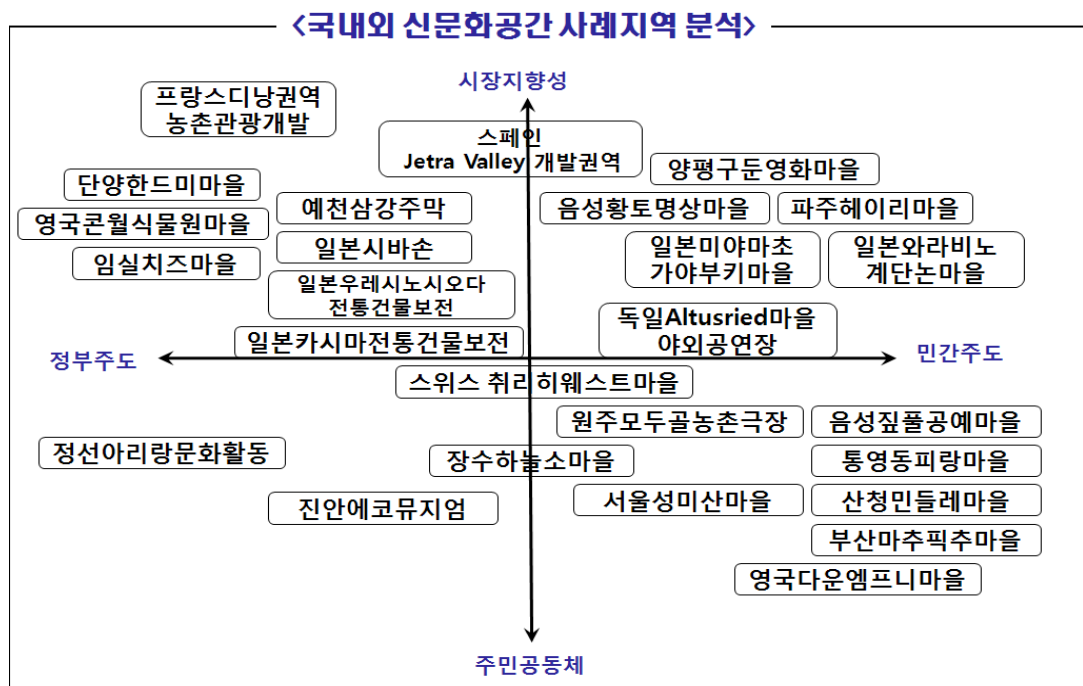 <국내외 신문화공간 사례지역 분석>
시장지향성
프랑스디낭권역
농촌관광개발
스페인
Jetra Valley 개발권역
양평구둔영화마을
단양한드미마을
예천삼강주막
음성황토명상마을
파주헤이리마을
영국콘월식물원마을
일본시바손
일본미야마초
가야부키마을
일본와라비노
계단논마을
임실치즈마을
일본우레시노시오다
전통건물보전
독일Altusried마을
야외공연장
일본카시마전통건물보전
정부주도
민간주도
스위스 취리히웨스트마을
원주모두골농촌극장
음성짚풀공예마을
정선아리랑문화활동
장수하늘소마을
통영동피랑마을
진안에코뮤지엄
서울성미산마을
산청민들레마을
부산마추픽추마을
영국다운엠프니마을
주민공동체